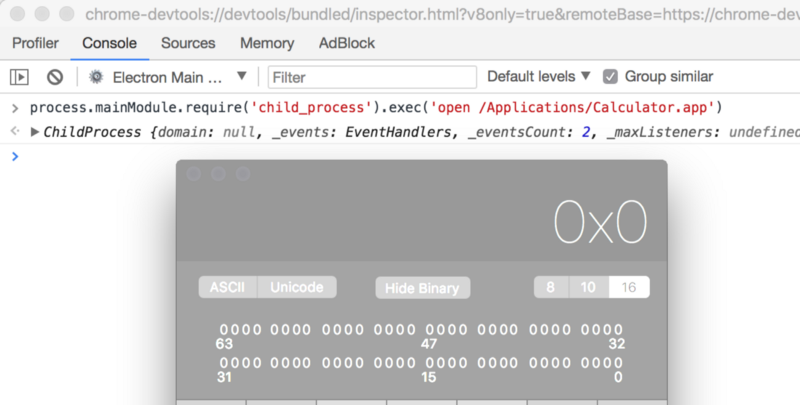 chrome-devtools://devtools/bundled/inspector.html?v8only=true&remoteBase=https://chrome-dev
Profiler Console Sources Memory AdBlock
Electron Main ... ▼ Filter Default levels ▼ Group similar
> process.mainModule.require('child_process').exec('open /Applications/Calculator.app')
ChildProcess {domain: null, _events: EventHandlers, _eventsCount: 2, _maxListeners: undefined
>
0x0
ASCII Unicode Hide Binary 8 10 16
0000 0000 0000 0000 0000 0000 0000 0000
63 47 32
0000 0000 0000 0000 0000 0000 0000 0000
31 15 0